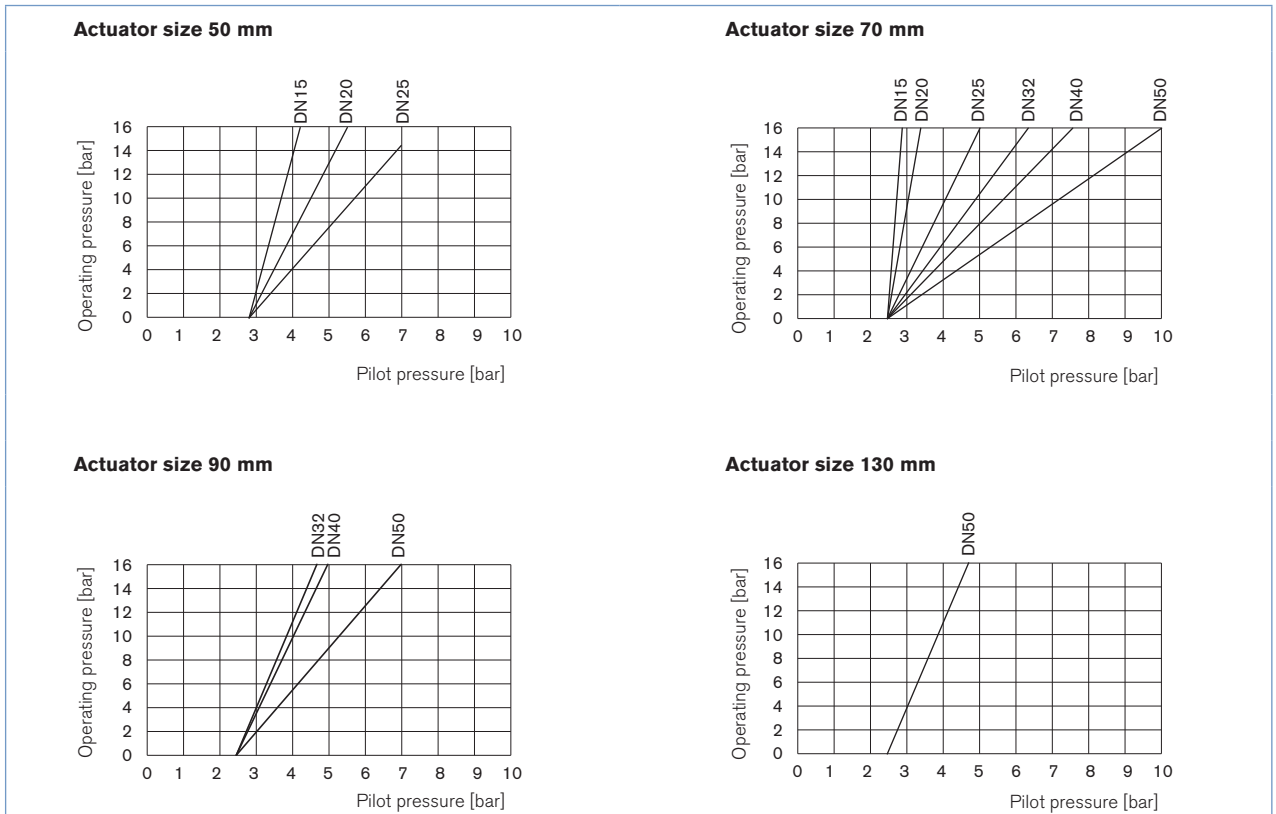 Actuator size 50 mm
DN15
DN20
DN25
Operating pressure [bar]
16
14
12
10
8
6
4
2
0
0 1 2 3 4 5 6 7 8 9 10
Pilot pressure [bar]
Actuator size 70 mm
DN15
DN20
DN25
DN32
DN40
DN50
Operating pressure [bar]
16
14
12
10
8
6
4
2
0
0 1 2 3 4 5 6 7 8 9 10
Pilot pressure [bar]
Actuator size 90 mm
DN32
DN40
DN50
Operating pressure [bar]
16
14
12
10
8
6
4
2
0
0 1 2 3 4 5 6 7 8 9 10
Pilot pressure [bar]
Actuator size 130 mm
DN50
Operating pressure [bar]
16
14
12
10
8
6
4
2
0
0 1 2 3 4 5 6 7 8 9 10
Pilot pressure [bar]